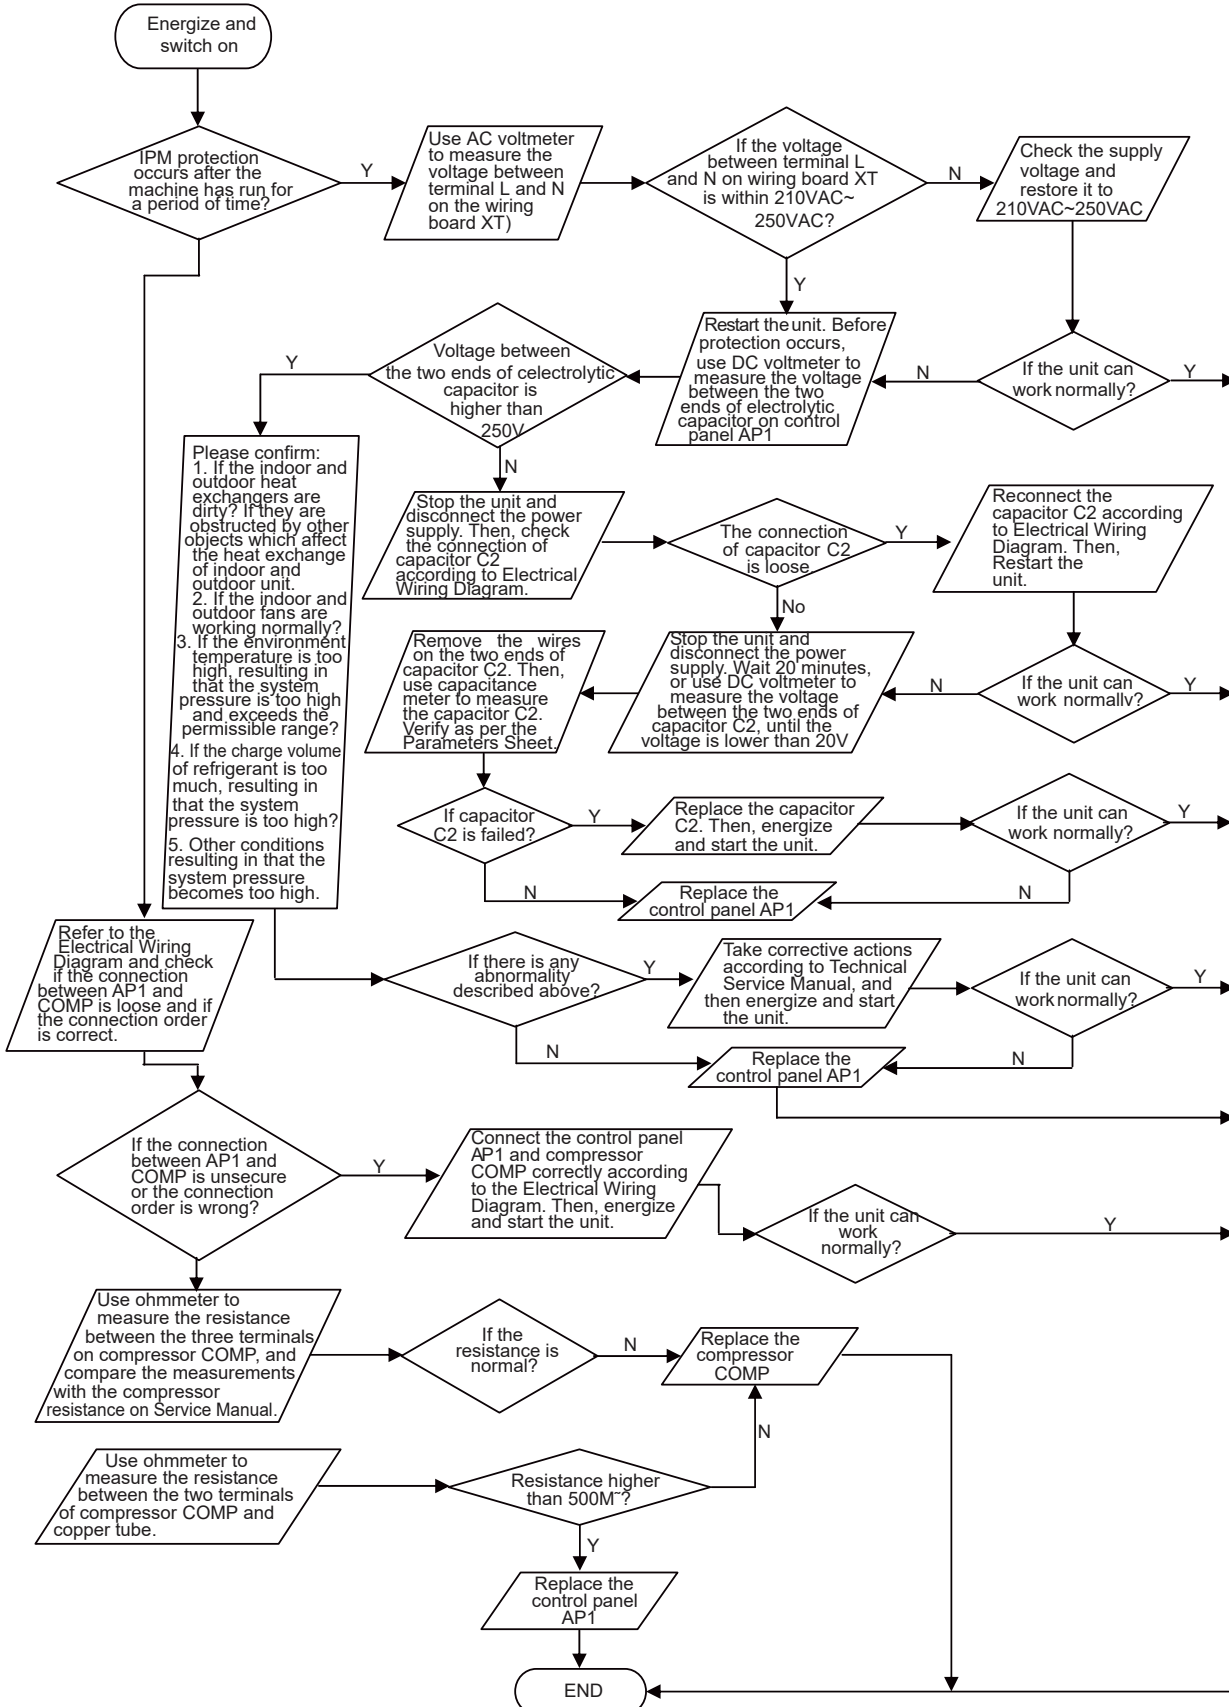 Energize and
switch on
IPM protection
occurs after the
machine has run for
a period of time?
Y
Use AC voltmeter
to measure the
voltage between
terminal L and N
on the wiring
board XT)
If the voltage
between terminal L
and N on wiring board XT
is within 210VAC~
250VAC?
N
Check the supply
voltage and
restore it to
210VAC~250VAC
Y
If the unit can
work normally?
Y
N
Restart the unit. Before
protection occurs,
use DC voltmeter to
measure the voltage
between the two
ends of electrolytic
capacitor on control
panel AP1
Voltage between
the two ends of celectrolytic
capacitor is
higher than
250V
Y
N
Please confirm:
1. If the indoor and
outdoor heat
exchangers are
dirty? If they are
obstructed by other
objects which affect
the heat exchange
of indoor and
outdoor unit.
2. If the indoor and
outdoor fans are
working normally?
3. If the environment
temperature is too
high, resulting in
that the system
pressure is too high
and exceeds the
permissible range?
4. If the charge volume
of refrigerant is too
much, resulting in
that the system
pressure is too high?
5. Other conditions
resulting in that the
system pressure
becomes too high.
Stop the unit and
disconnect the power
supply. Then, check
the connection of
capacitor C2
according to Electrical
Wiring Diagram.
The connection
of capacitor C2
is loose
Y
Reconnect the
capacitor C2 according
to Electrical Wiring
Diagram. Then,
Restart the
unit.
No
If the unit can
work normally?
Y
N
Stop the unit and
disconnect the power
supply. Wait 20 minutes,
or use DC voltmeter to
measure the voltage
between the two ends of
capacitor C2, until the
voltage is lower than 20V
Remove the wires
on the two ends of
capacitor C2. Then,
use capacitance
meter to measure
the capacitor C2.
Verify as per the
Parameters Sheet.
If capacitor
C2 is failed?
Y
Replace the capacitor
C2. Then, energize
and start the unit.
If the unit can
work normally?
Y
N
N
Replace the
control panel AP1
Refer to the
Electrical Wiring
Diagram and check
if the connection
between AP1 and
COMP is loose and if
the connection order
is correct.
If there is any
abnormality
described above?
Y
Take corrective actions
according to Technical
Service Manual, and
then energize and start
the unit.
If the unit can
work normally?
Y
N
N
Replace the
control panel AP1
If the connection
between AP1 and
COMP is unsecure
or the connection
order is wrong?
Y
Connect the control panel
AP1 and compressor
COMP correctly according
to the Electrical Wiring
Diagram. Then, energize
and start the unit.
If the unit can
work
normally?
Y
Use ohmmeter to
measure the resistance
between the three terminals
on compressor COMP, and
compare the measurements
with the compressor
resistance on Service Manual.
If the
resistance is
normal?
N
Replace the
compressor
COMP
N
Use ohmmeter to
measure the resistance
between the two terminals
of compressor COMP and
copper tube.
Resistance higher
than 500M~?
Y
Replace the
control panel
AP1
END